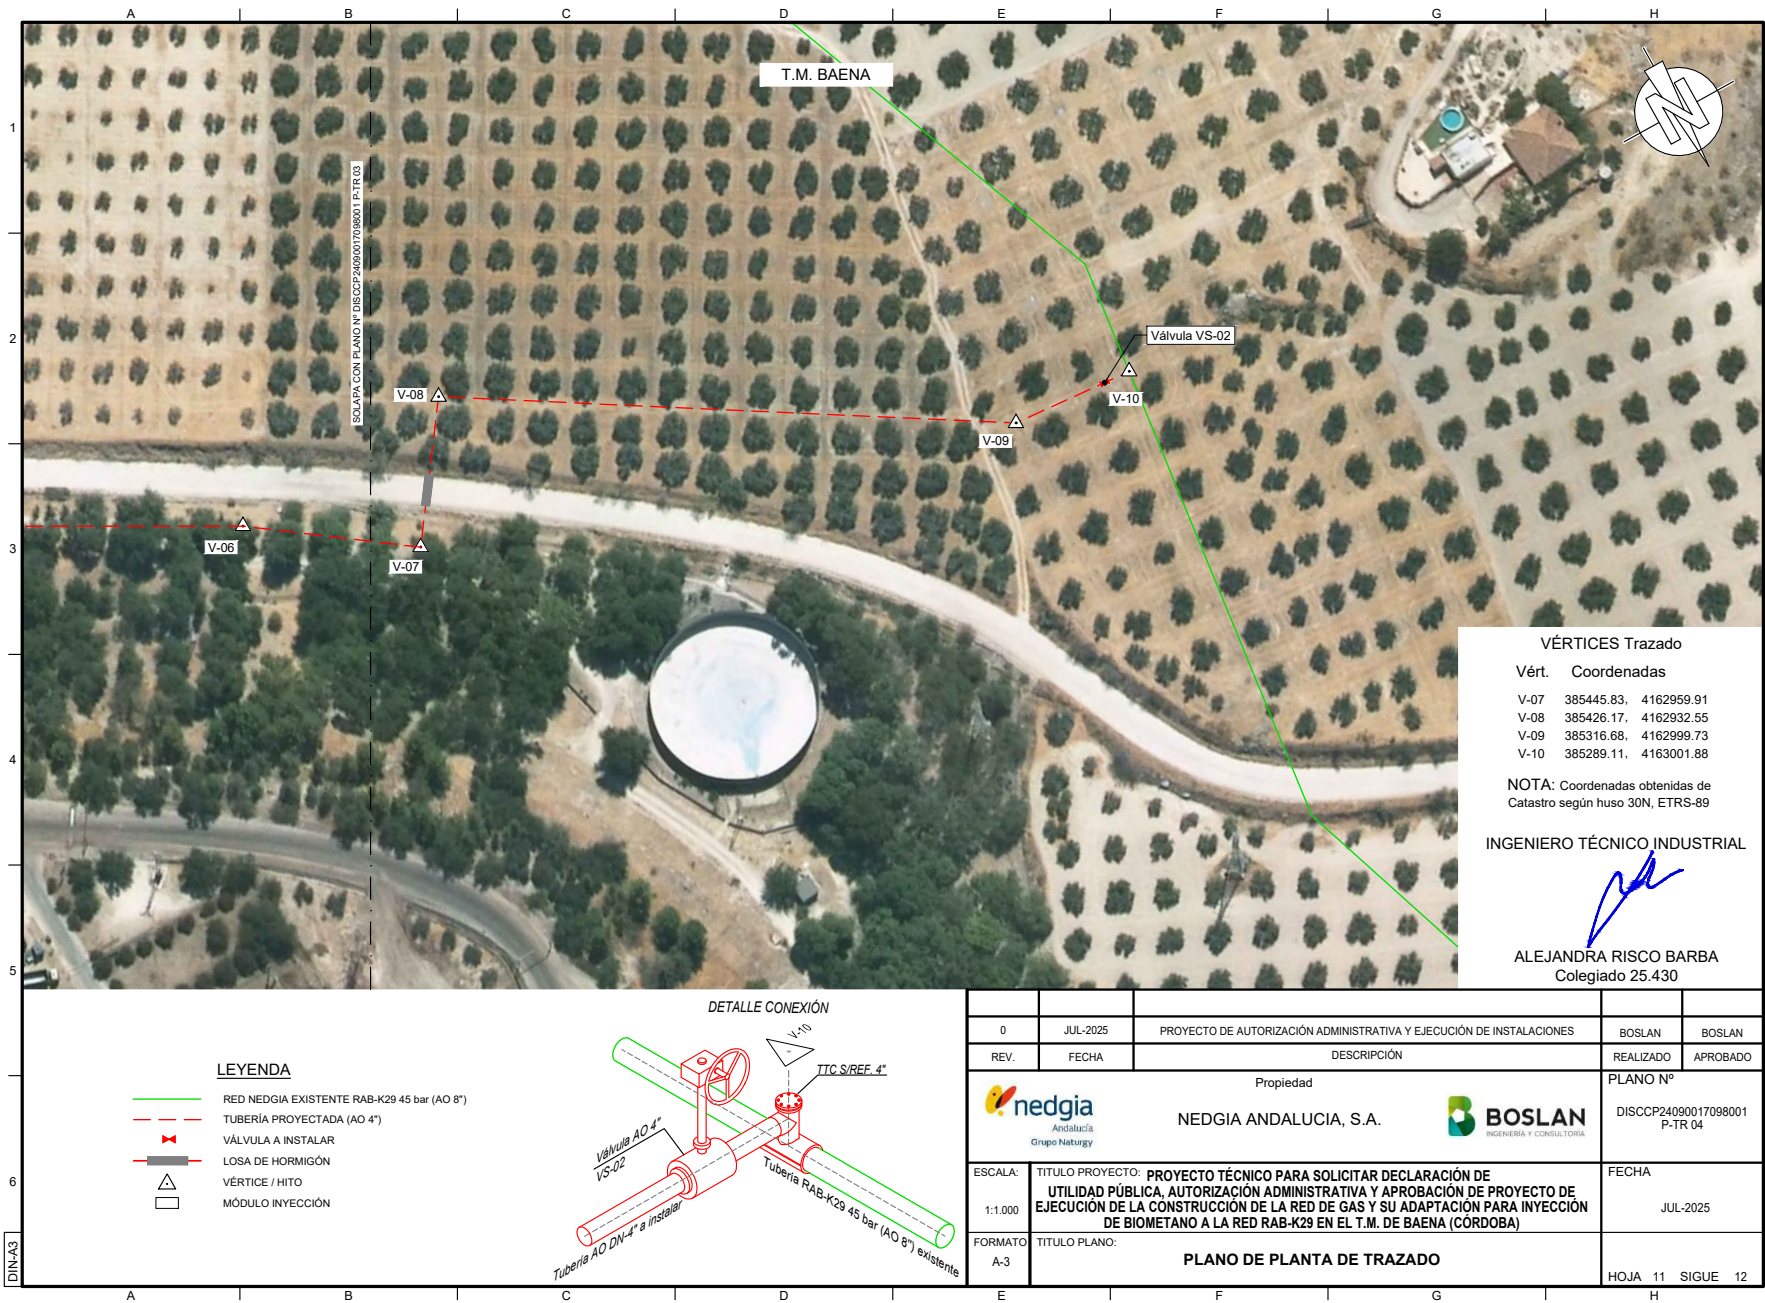 A B C D E F G H
1
2
3
4
5
6
T.M. BAENA
N
SOLAPA CON PLANO Nº DISCCP24090017098001 P-TR 03
Válvula VS-02
V-08
V-10
V-09
V-06
V-07
VÉRTICES Trazado
Vért. Coordenadas
V-07 385445.83, 4162959.91
V-08 385426.17, 4162932.55
V-09 385316.68, 4162999.73
V-10 385289.11, 4163001.88
NOTA: Coordenadas obtenidas de
Catastro según huso 30N, ETRS-89
INGENIERO TÉCNICO INDUSTRIAL
ALEJANDRA RISCO BARBA
Colegiado 25.430
LEYENDA
RED NEDGIA EXISTENTE RAB-K29 45 bar (AO 8")
TUBERÍA PROYECTADA (AO 4")
VÁLVULA A INSTALAR
LOSA DE HORMIGÓN
VÉRTICE / HITO
MÓDULO INYECCIÓN
DETALLE CONEXIÓN
V-10
TTC S/REF. 4"
Válvula AO 4"
VS-02
Tubería AO DN-4" a instalar
Tubería RAB-K29 45 bar (AO 8") existente
0 JUL-2025 PROYECTO DE AUTORIZACIÓN ADMINISTRATIVA Y EJECUCIÓN DE INSTALACIONES BOSLAN BOSLAN
REV. FECHA DESCRIPCIÓN REALIZADO APROBADO
nedgia
Andalucía
Grupo Naturgy
Propiedad
NEDGIA ANDALUCIA, S.A.
BOSLAN
INGENIERÍA Y CONSULTORÍA
PLANO Nº
DISCCP24090017098001
P-TR 04
ESCALA:
1:1.000
TITULO PROYECTO: PROYECTO TÉCNICO PARA SOLICITAR DECLARACIÓN DE
UTILIDAD PÚBLICA, AUTORIZACIÓN ADMINISTRATIVA Y APROBACIÓN DE PROYECTO DE
EJECUCIÓN DE LA CONSTRUCCIÓN DE LA RED DE GAS Y SU ADAPTACIÓN PARA INYECCIÓN
DE BIOMETANO A LA RED RAB-K29 EN EL T.M. DE BAENA (CÓRDOBA)
FECHA
JUL-2025
FORMATO
A-3
TITULO PLANO:
PLANO DE PLANTA DE TRAZADO
HOJA 11 SIGUE 12
DIN-A3
A B C D E F G H